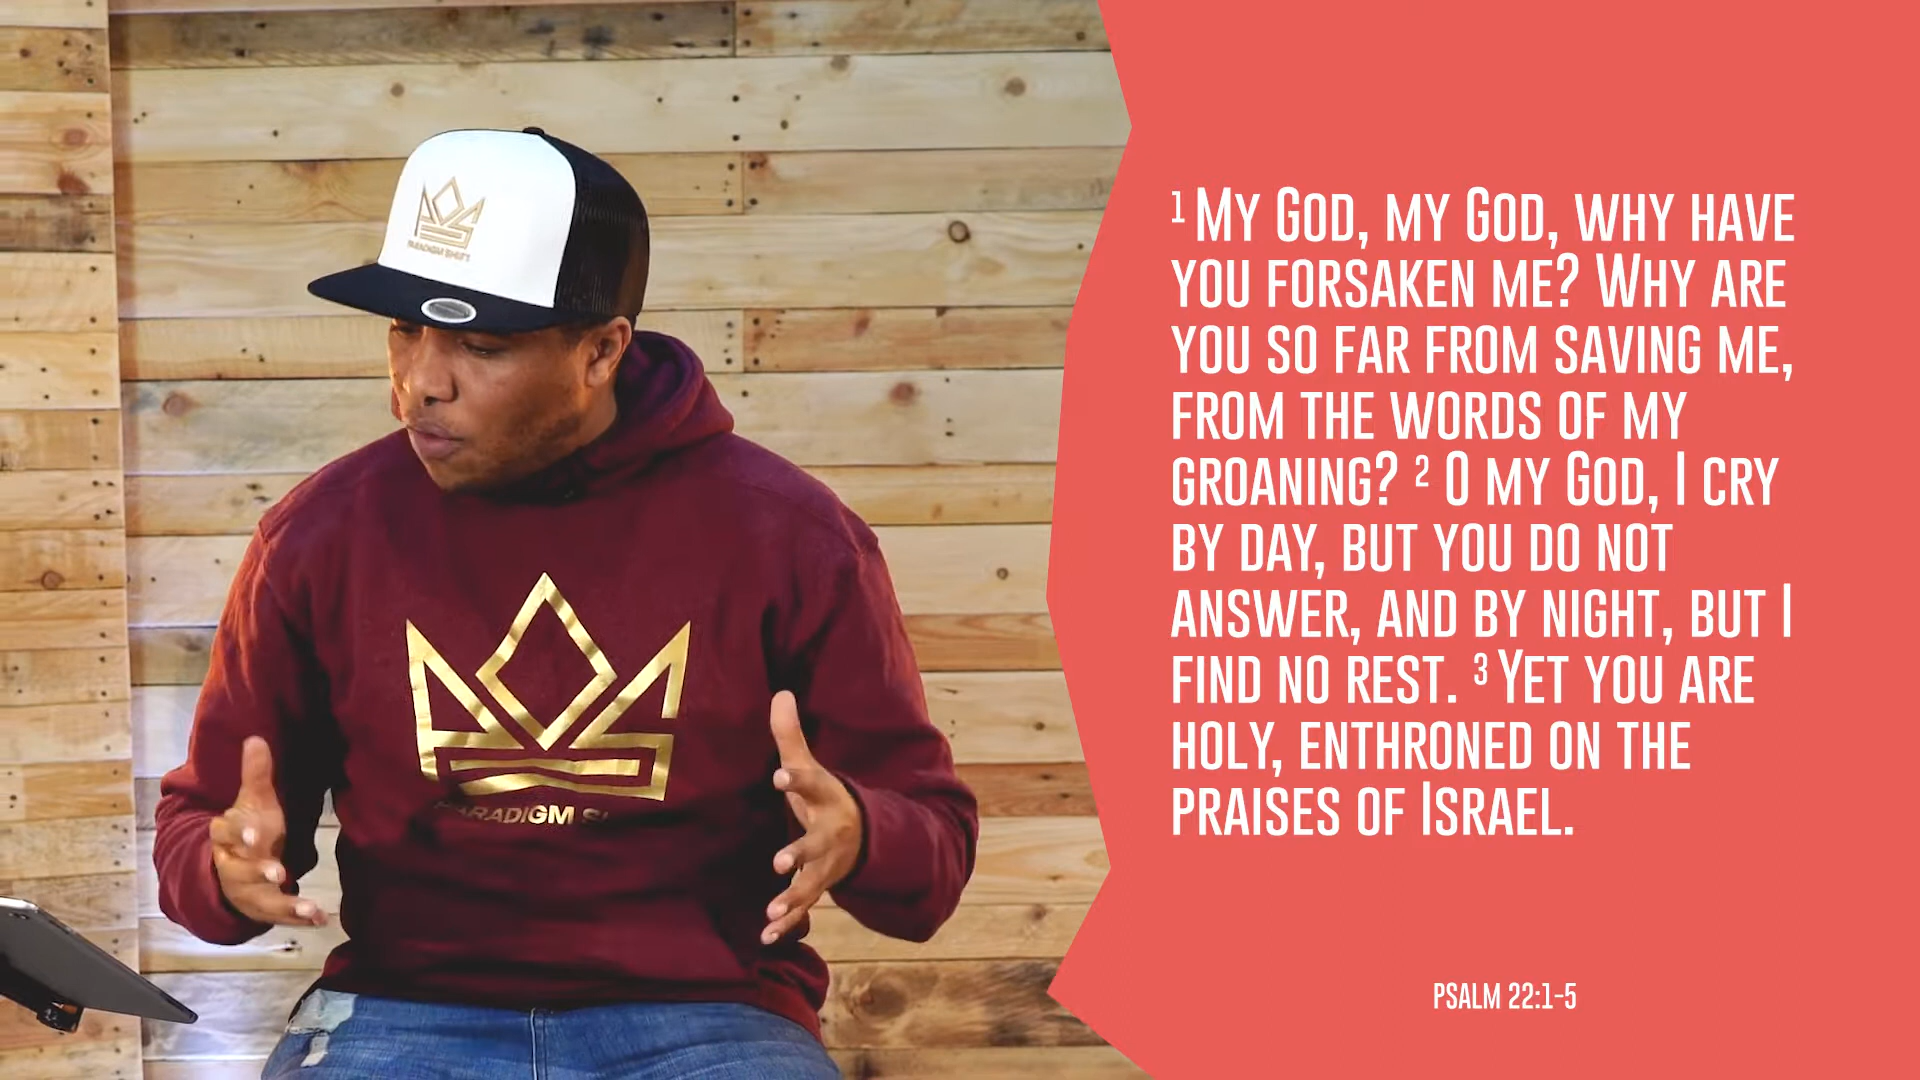 PARADIGM SHIFT
PARADIGM S
¹ My God, my God, why have
you forsaken me? Why are
you so far from saving me,
from the words of my
groaning? ² O my God, I cry
by day, but you do not
answer, and by night, but I
find no rest. ³ Yet you are
holy, enthroned on the
praises of Israel.
PSALM 22:1-5